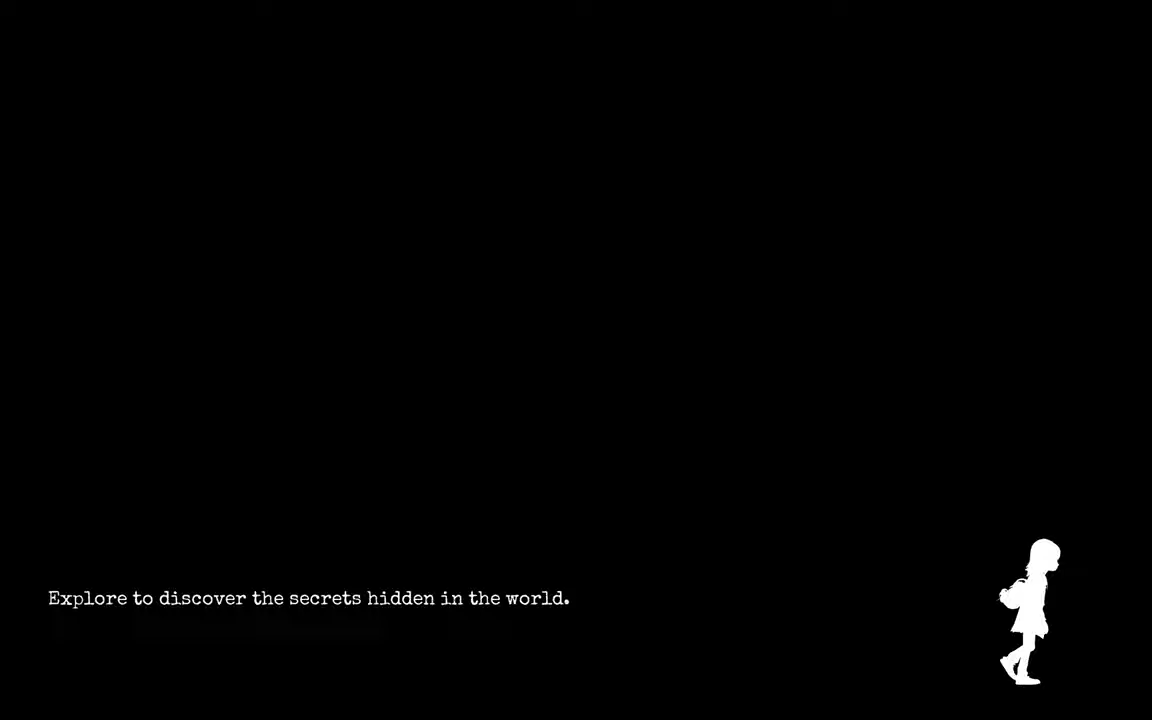 Explore to discover the secrets hidden in the world.